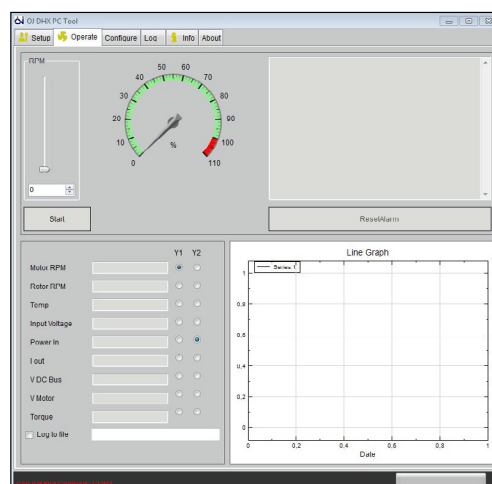 OJ DHX PC Tool
Setup Operate Configure Log Info About
RPM
0
Start
0 10 20 30 40 50 60 70 80 90 100 110
%
ResetAlarm
Y1 Y2
Motor RPM
Rotor RPM
Temp
Input Voltage
Power In
I out
V DC Bus
V Motor
Torque
Log to file
Line Graph
Series 1
1
0,8
0,6
0,4
0,2
0
0 0,2 0,4 0,6 0,8 1
Date